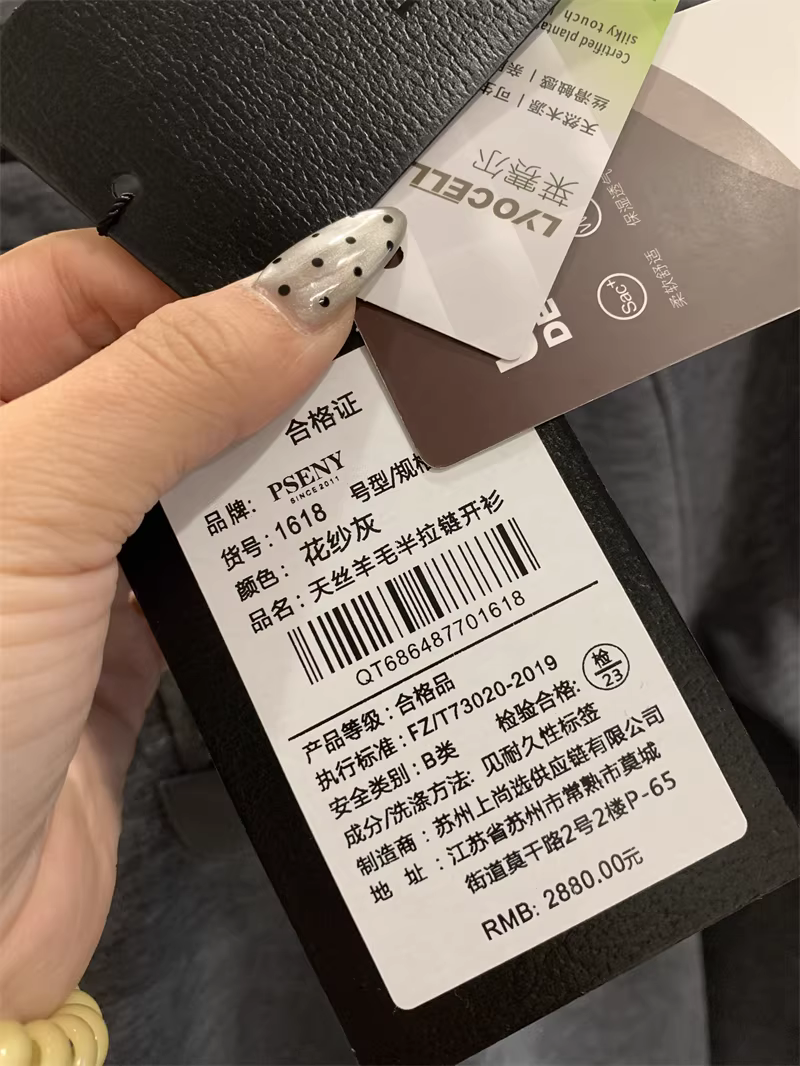 Certified planta
silky touch
天然木源 | 可生
丝滑触感 | 亲
莱赛尔
LYOCELL
保湿透气
Sac+
柔软舒适
DE
合格证
品牌: PSENY
SINCE 2011
货号: 1618 号型/规格
颜色: 花纱灰
品名: 天丝羊毛半拉链开衫
QT686487701618
产品等级: 合格品
执行标准: FZ/T73020-2019
安全类别: B类 检验合格: 检23
成分/洗涤方法: 见耐久性标签
制造商: 苏州上尚选供应链有限公司
地 址: 江苏省苏州市常熟市莫城
街道莫干路2号2楼P-65
RMB: 2880.00元